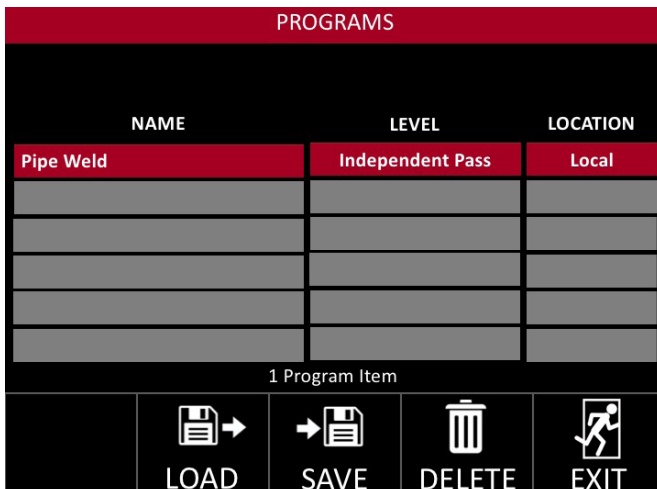 PROGRAMS
NAME LEVEL LOCATION
Pipe Weld Independent Pass Local
1 Program Item
LOAD SAVE DELETE EXIT